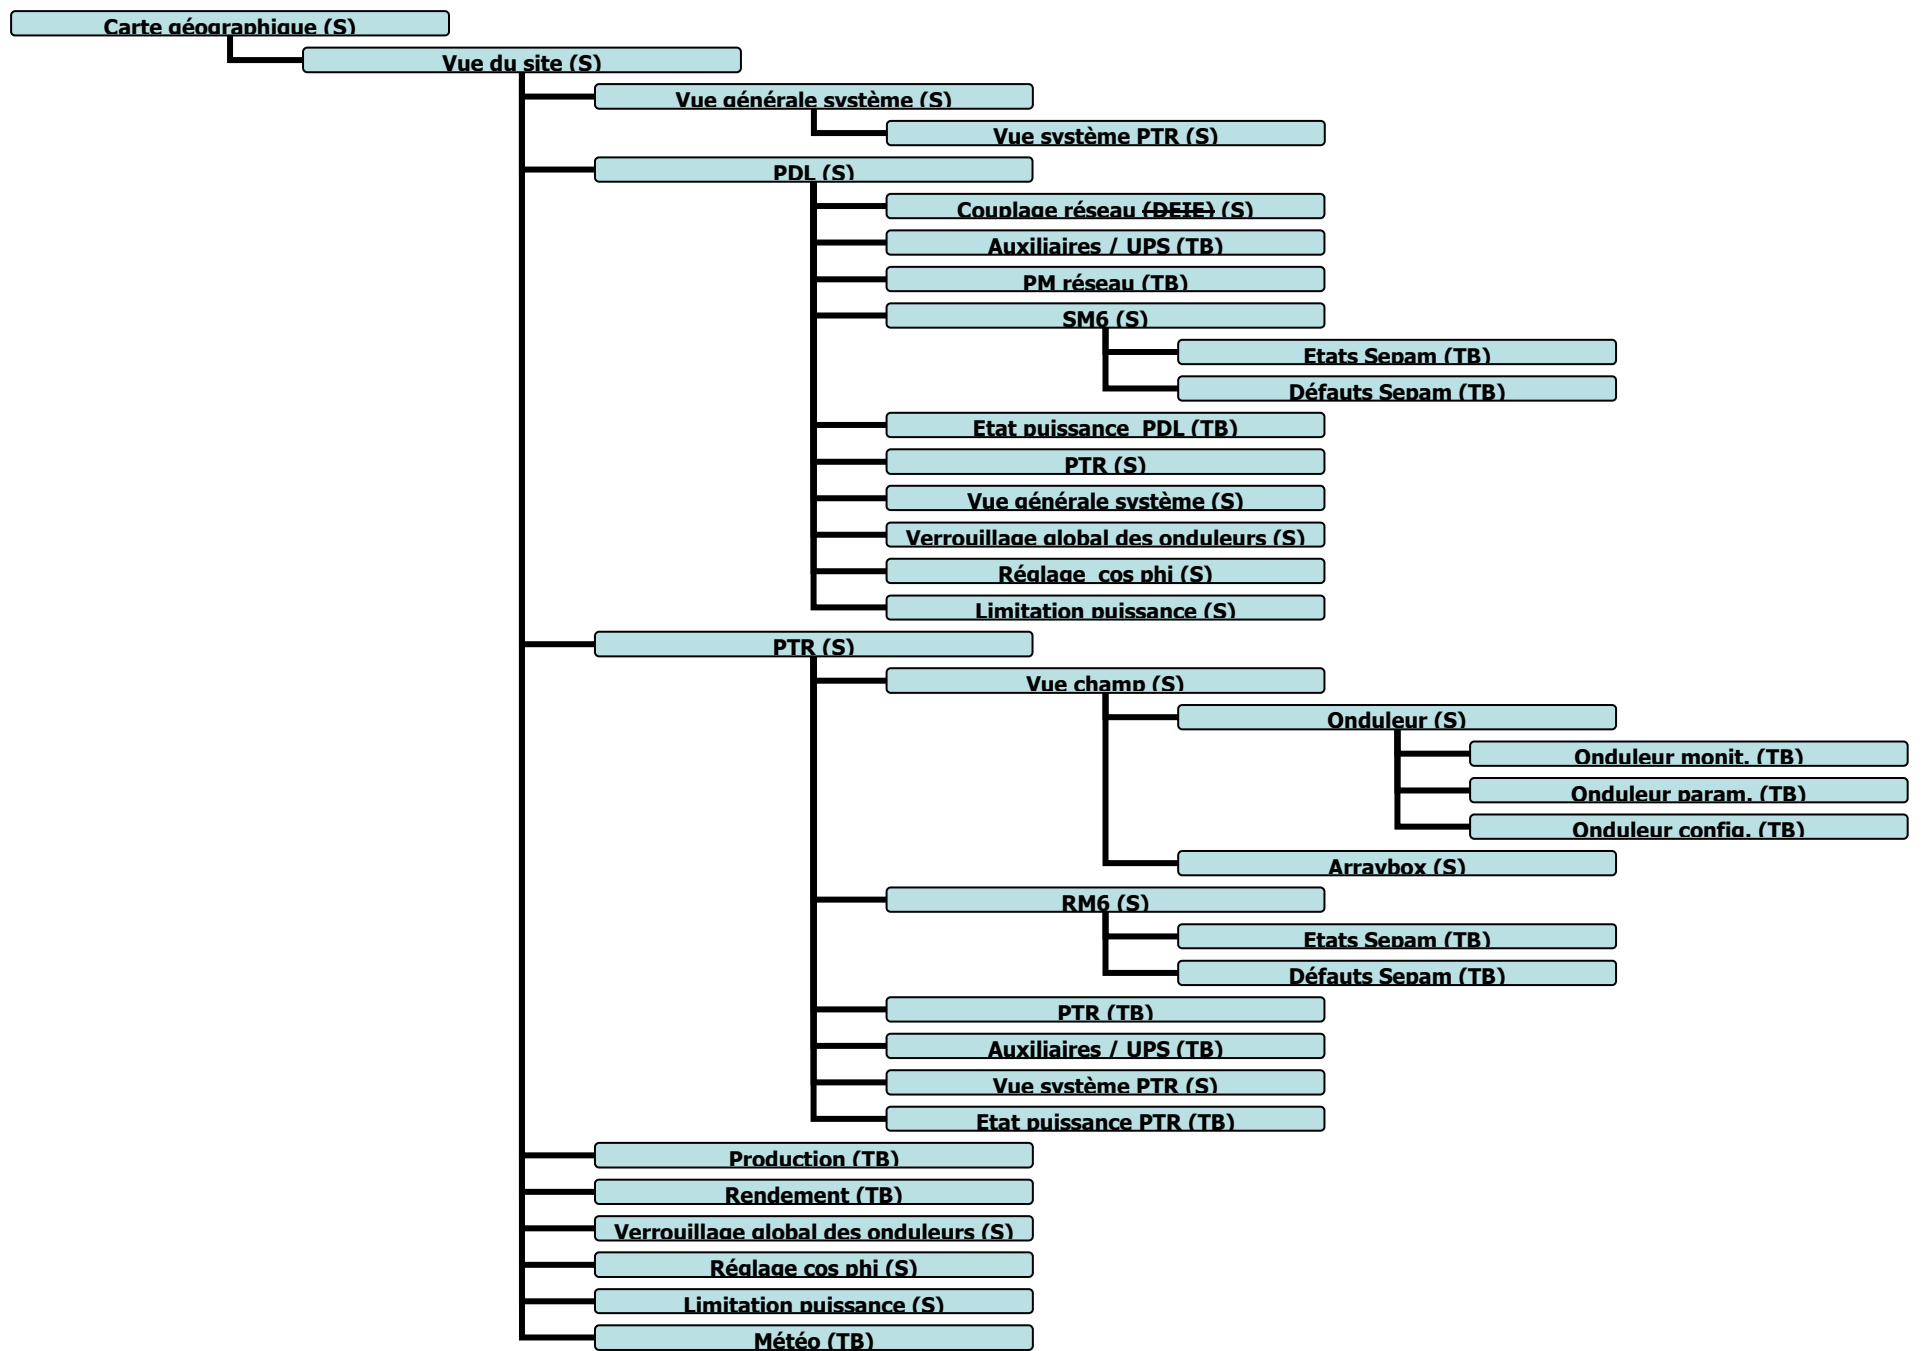 Carte géographique (S)
Vue du site (S)
Vue générale système (S)
Vue système PTR (S)
PDL (S)
Couplage réseau (DEIE) (S)
Auxiliaires / UPS (TB)
PM réseau (TB)
SM6 (S)
Etats Sepam (TB)
Défauts Sepam (TB)
Etat puissance PDL (TB)
PTR (S)
Vue générale système (S)
Verrouillage global des onduleurs (S)
Réglage cos phi (S)
Limitation puissance (S)
PTR (S)
Vue champ (S)
Onduleur (S)
Onduleur monit. (TB)
Onduleur param. (TB)
Onduleur config. (TB)
Arraybox (S)
RM6 (S)
Etats Sepam (TB)
Défauts Sepam (TB)
PTR (TB)
Auxiliaires / UPS (TB)
Vue système PTR (S)
Etat puissance PTR (TB)
Production (TB)
Rendement (TB)
Verrouillage global des onduleurs (S)
Réglage cos phi (S)
Limitation puissance (S)
Météo (TB)